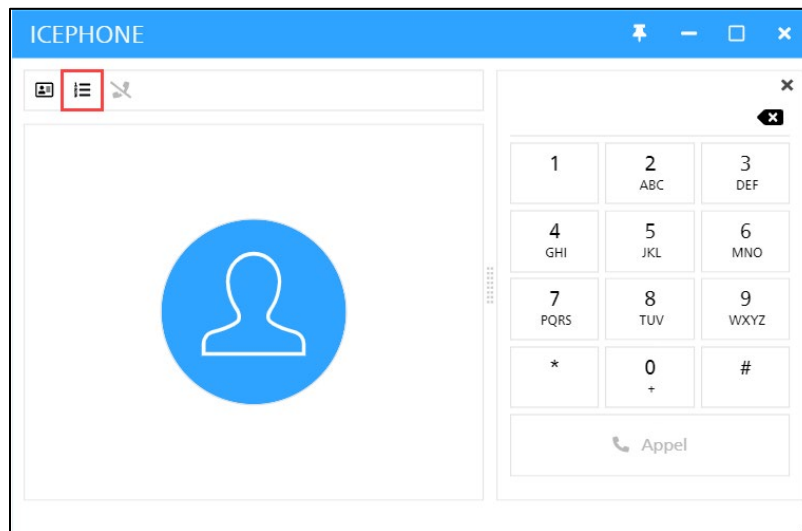 ICEPHONE
1
2
3
ABC
DEF
4
5
6
GHI
JKL
MNO
7
8
9
PQRS
TUV
WXYZ
*
0
#
+
Appel